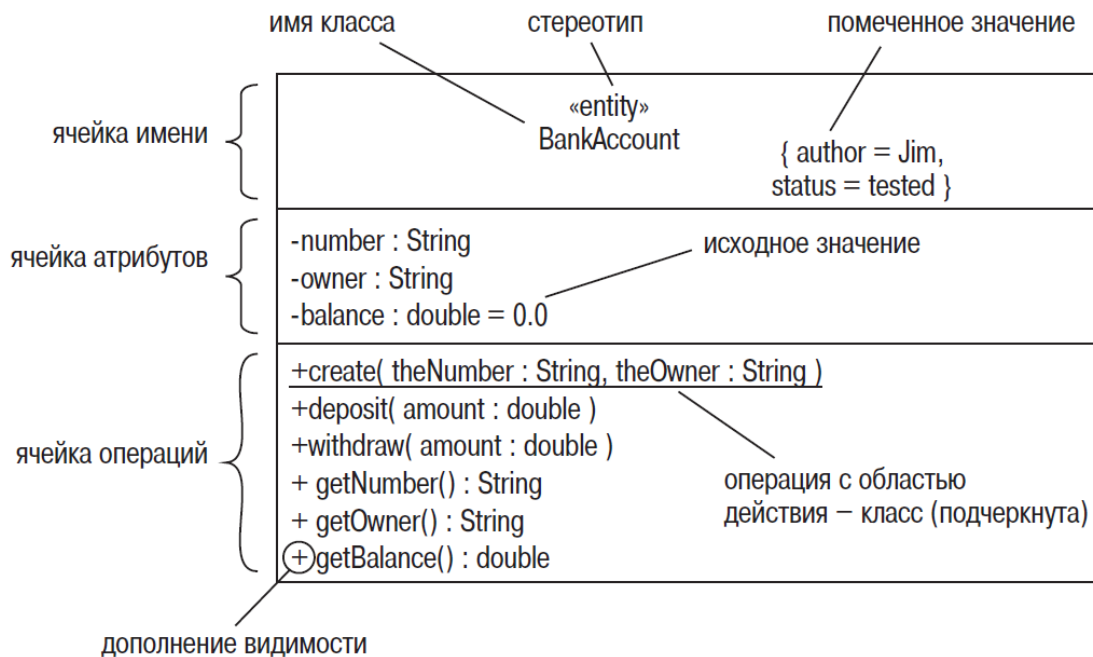 имя класса стереотип помеченное значение
«entity»
ячейка имени BankAccount
{ author = Jim,
status = tested }
ячейка атрибутов
-number : String исходное значение
-owner : String
-balance : double = 0.0
+create( theNumber : String, theOwner : String )
+deposit( amount : double )
ячейка операций
+withdraw( amount : double )
+ getNumber() : String операция с областью
+ getOwner() : String действия – класс (подчеркнута)
+getBalance() : double
дополнение видимости